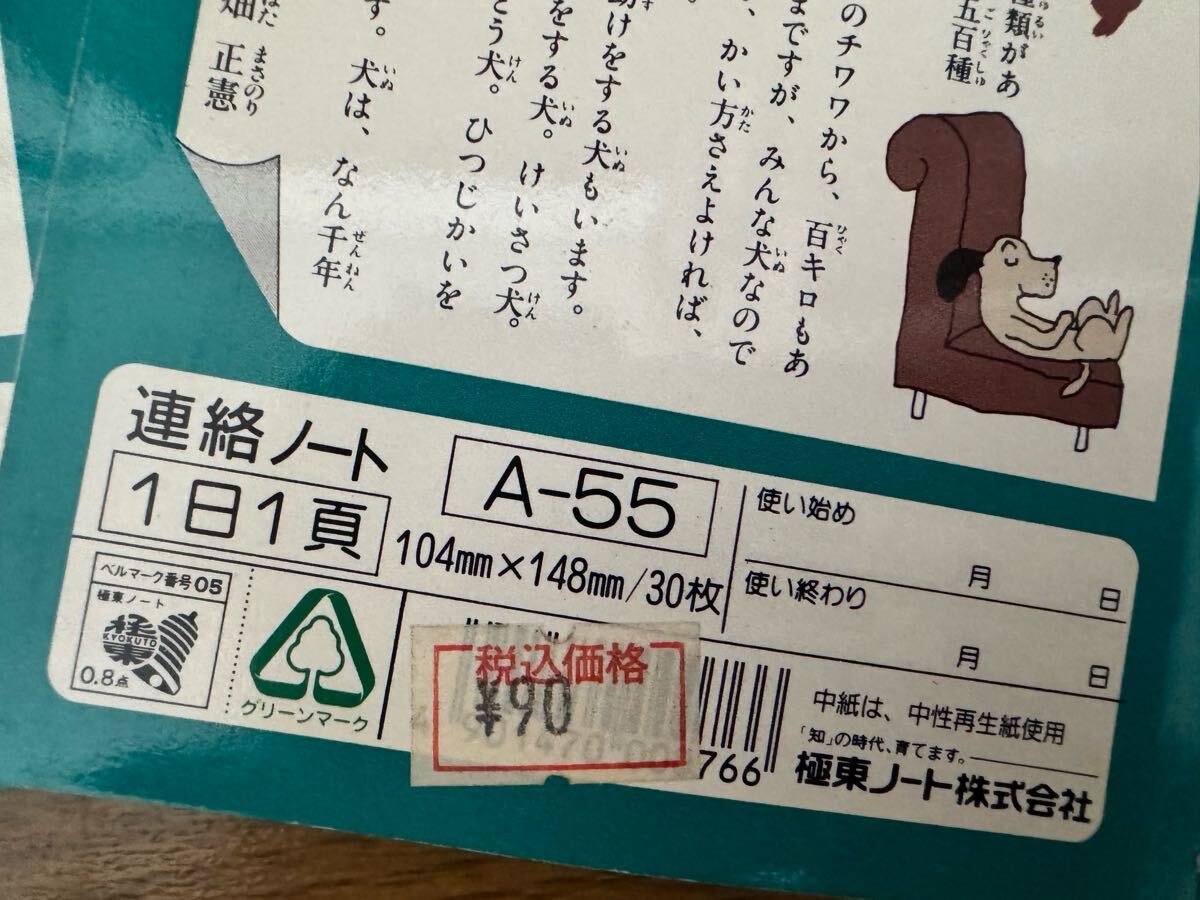 種類があ
五百種
のチワワから、百キロもあ
までですが、みんな犬なので
、かい方さえよければ、
助けをする犬もいます。
をする犬。けいさつ犬。
とう犬。ひつじかいを
す。犬は、なん千年
畑 正憲
連絡ノート
1日1頁
A-55
104mm×148mm/30枚
使い始め
月 日
使い終わり
月 日
ベルマーク番号05
極東ノート
極東
KYOKUTO
0.8点
グリーンマーク
税込価格
¥90
766
中紙は、中性再生紙使用
「知」の時代、育てます。
極東ノート株式会社